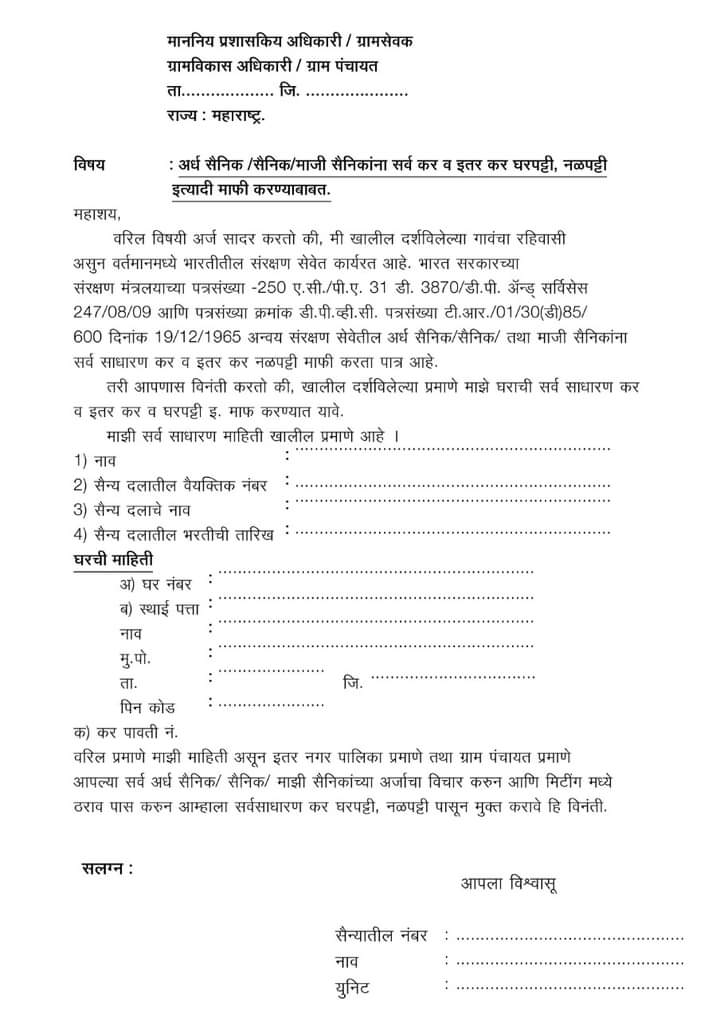 माननिय प्रशासकिय अधिकारी / ग्रामसेवक
ग्रामविकास अधिकारी / ग्राम पंचायत
ता................... जि. .....................
राज्य : महाराष्ट्र.
विषय : अर्ध सैनिक /सैनिक/माजी सैनिकांना सर्व कर व इतर कर घरपट्टी, नळपट्टी
इत्यादी माफी करण्याबाबत.
महाशय,
वरिल विषयी अर्ज सादर करतो की, मी खालील दर्शविलेल्या गावंचा रहिवासी
असुन वर्तमानमध्ये भारतीतील संरक्षण सेवेत कार्यरत आहे. भारत सरकारच्या
संरक्षण मंत्रलयाच्या पत्रसंख्या -250 ए.सी./पी.ए. 31 डी. 3870/डी.पी. ॲन्ड् सर्विसेस
247/08/09 आणि पत्रसंख्या क्रमांक डी.पी.व्ही.सी. पत्रसंख्या टी.आर./01/30(डी)85/
600 दिनांक 19/12/1965 अन्वय संरक्षण सेवेतील अर्ध सैनिक/सैनिक/ तथा माजी सैनिकांना
सर्व साधारण कर व इतर कर नळपट्टी माफी करता पात्र आहे.
तरी आपणास विनंती करतो की, खालील दर्शविलेल्या प्रमाणे माझे घराची सर्व साधारण कर
व इतर कर व घरपट्टी इ. माफ करण्यात यावे.
माझी सर्व साधारण माहिती खालील प्रमाणे आहे ।
1) नाव : .................................................................
2) सैन्य दलातील वैयक्तिक नंबर : .................................................................
3) सैन्य दलाचे नाव : .................................................................
4) सैन्य दलातील भरतीची तारिख : .................................................................
घरची माहिती
अ) घर नंबर : .................................................................
ब) स्थाई पत्ता : .................................................................
नाव : .................................................................
मु.पो. : .................................................................
ता. : ...................... जि. ..................................
पिन कोड : ......................
क) कर पावती नं.
वरिल प्रमाणे माझी माहिती असून इतर नगर पालिका प्रमाणे तथा ग्राम पंचायत प्रमाणे
आपल्या सर्व अर्ध सैनिक/ सैनिक/ माझी सैनिकांच्या अर्जाचा विचार करुन आणि मिटींग मध्ये
ठराव पास करुन आम्हाला सर्वसाधारण कर घरपट्टी, नळपट्टी पासून मुक्त करावे हि विनंती.
सलग्न :
आपला विश्वासू
सैन्यातील नंबर : ...............................................
नाव : ...............................................
युनिट : ...............................................